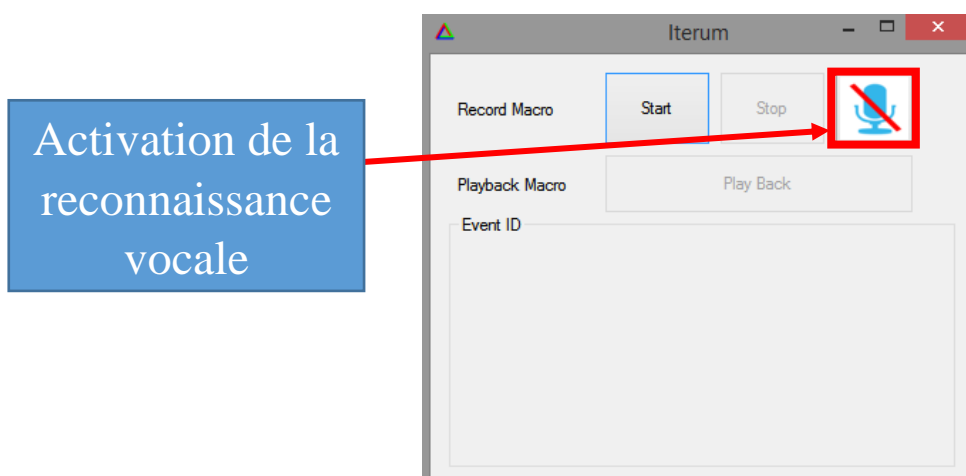 Iterum
Activation de la
reconnaissance
vocale
Record Macro Start Stop
Playback Macro Play Back
Event ID